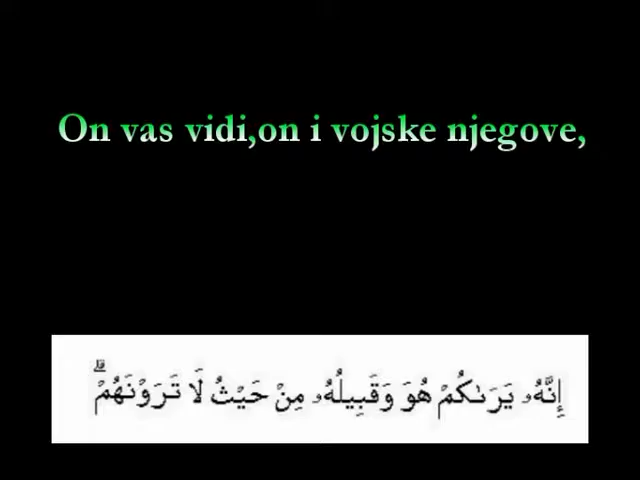 On vas vidi,on i vojske njegove,
إِنَّهُۥ يَرَىٰكُمْ هُوَ وَقَبِيلُهُۥ مِنْ حَيْثُ لَا تَرَوْنَهُمْ ۗ